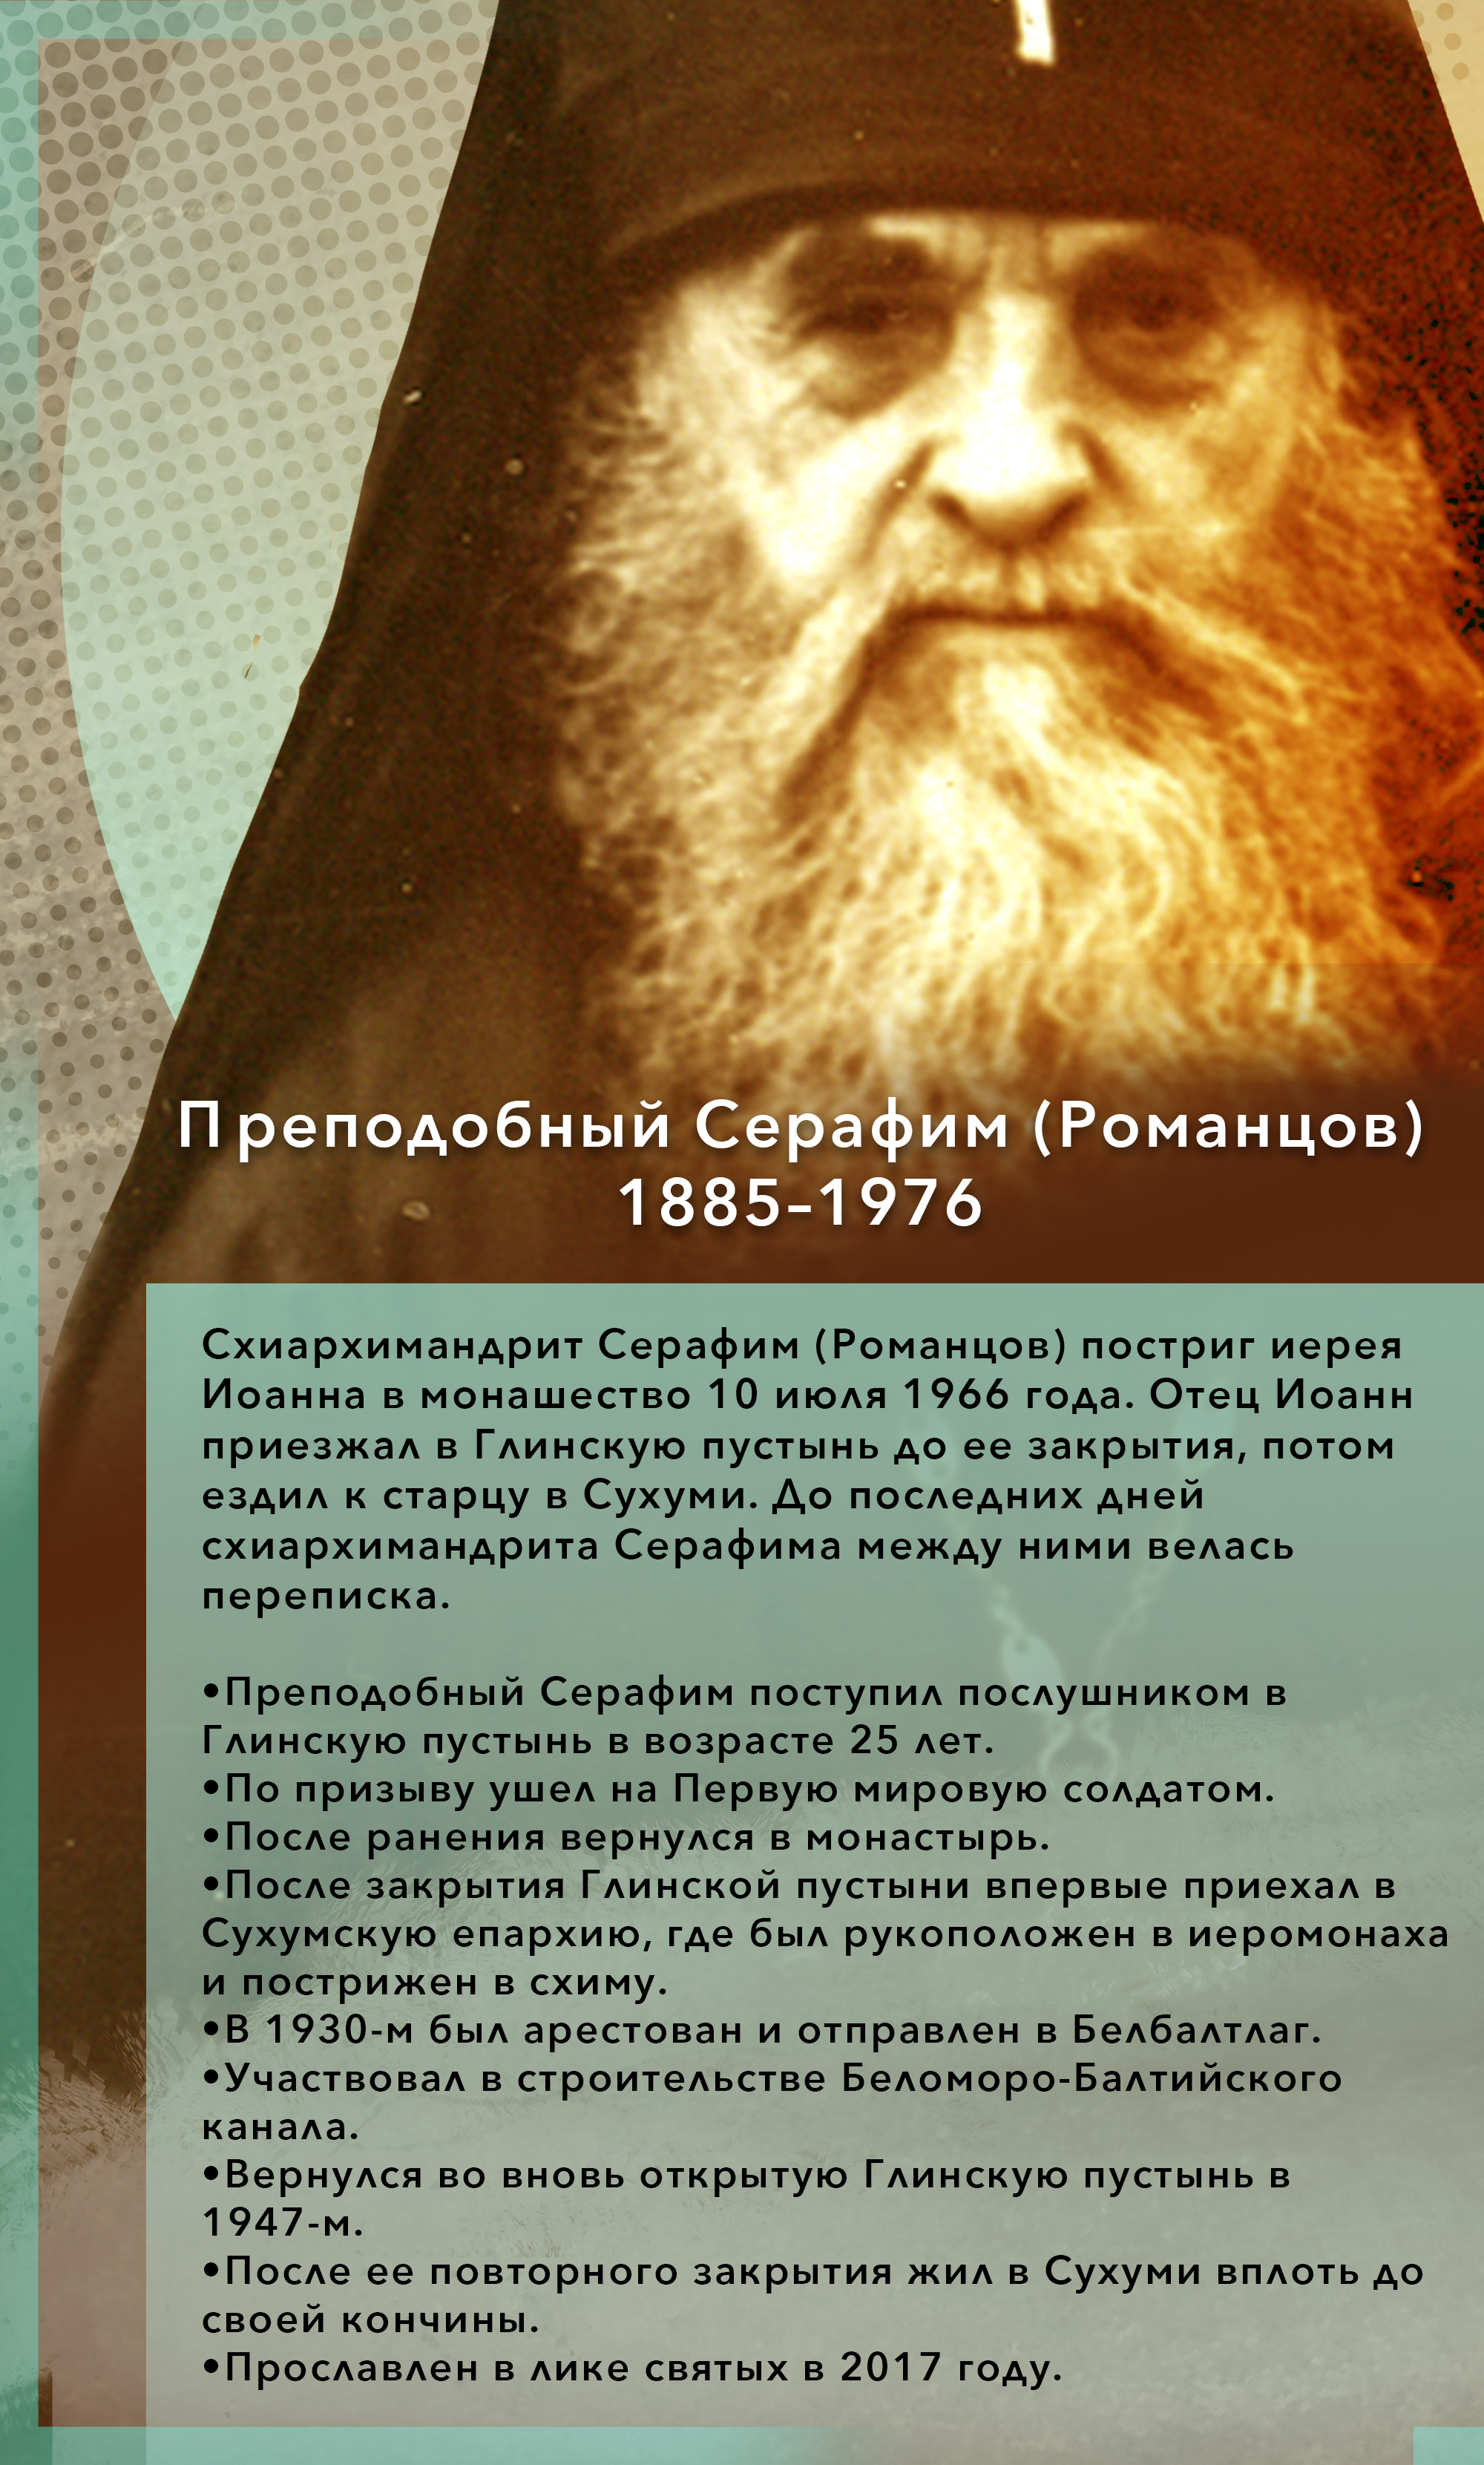 Преподобный Серафим (Романцов)
1885–1976
Схиархимандрит Серафим (Романцов) постриг иерея
Иоанна в монашество 10 июля 1966 года. Отец Иоанн
приезжал в Глинскую пустынь до ее закрытия, потом
ездил к старцу в Сухуми. До последних дней
схиархимандрита Серафима между ними велась
переписка.
•Преподобный Серафим поступил послушником в
Глинскую пустынь в возрасте 25 лет.
•По призыву ушел на Первую мировую солдатом.
•После ранения вернулся в монастырь.
•После закрытия Глинской пустыни впервые приехал в
Сухумскую епархию, где был рукоположен в иеромонаха
и пострижен в схиму.
•В 1930-м был арестован и отправлен в Белбалтлаг.
•Участвовал в строительстве Беломоро-Балтийского
канала.
•Вернулся во вновь открытую Глинскую пустынь в
1947-м.
•После ее повторного закрытия жил в Сухуми вплоть до
своей кончины.
•Прославлен в лике святых в 2017 году.